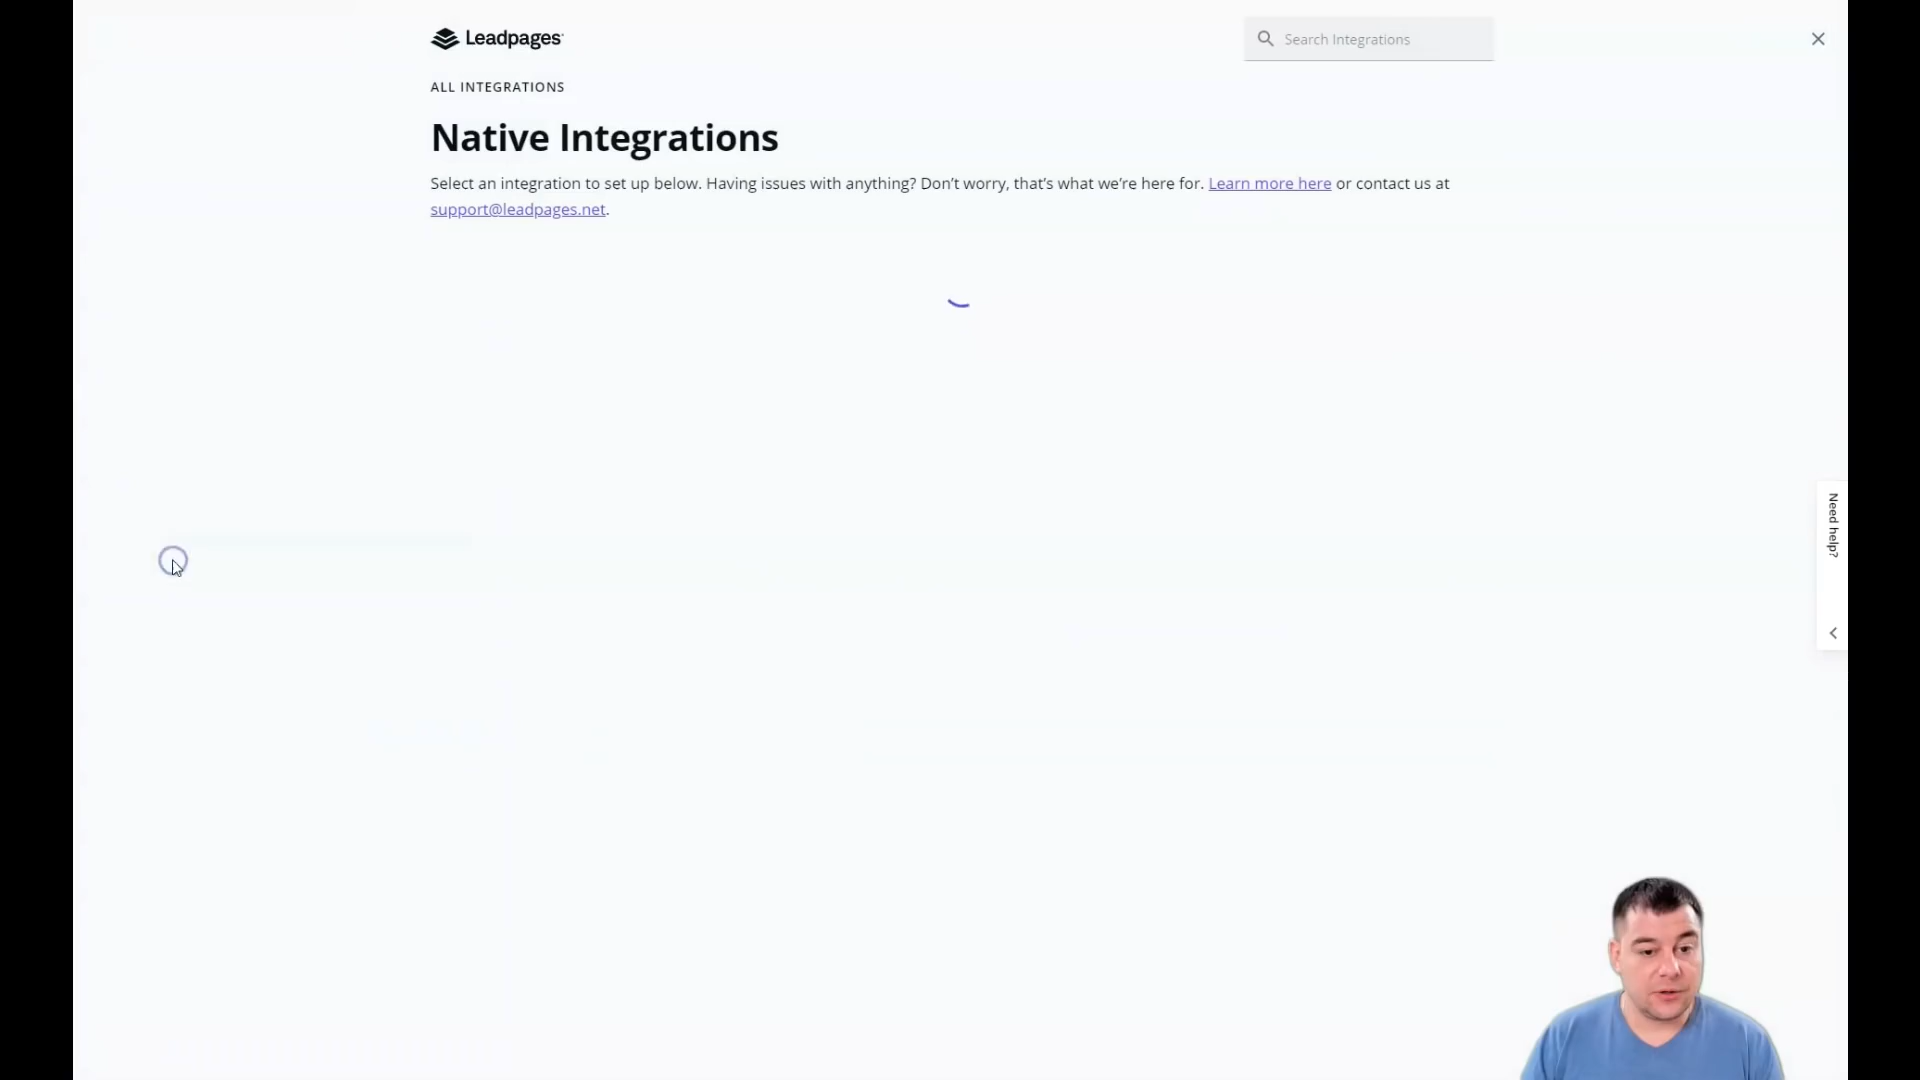 Leadpages
Search Integrations
ALL INTEGRATIONS
Native Integrations
Select an integration to set up below. Having issues with anything? Don’t worry, that’s what we’re here for. Learn more here or contact us at
support@leadpages.net.
Need help?